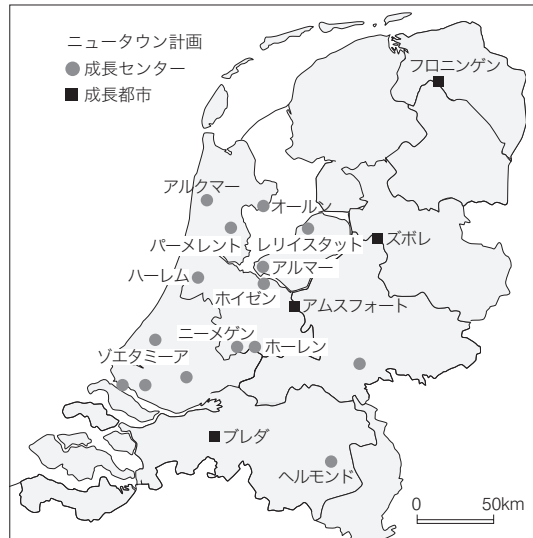 ニュータウン計画
成長センター
成長都市
フロニンゲン
アルクマー
オールン
パーメレント
レリイスタット
ズボレ
ハーレム
アルマー
ホイゼン
アムスフォート
ニーメゲン
ホーレン
ゾエタミーア
ブレダ
ヘルモンド
0 50km